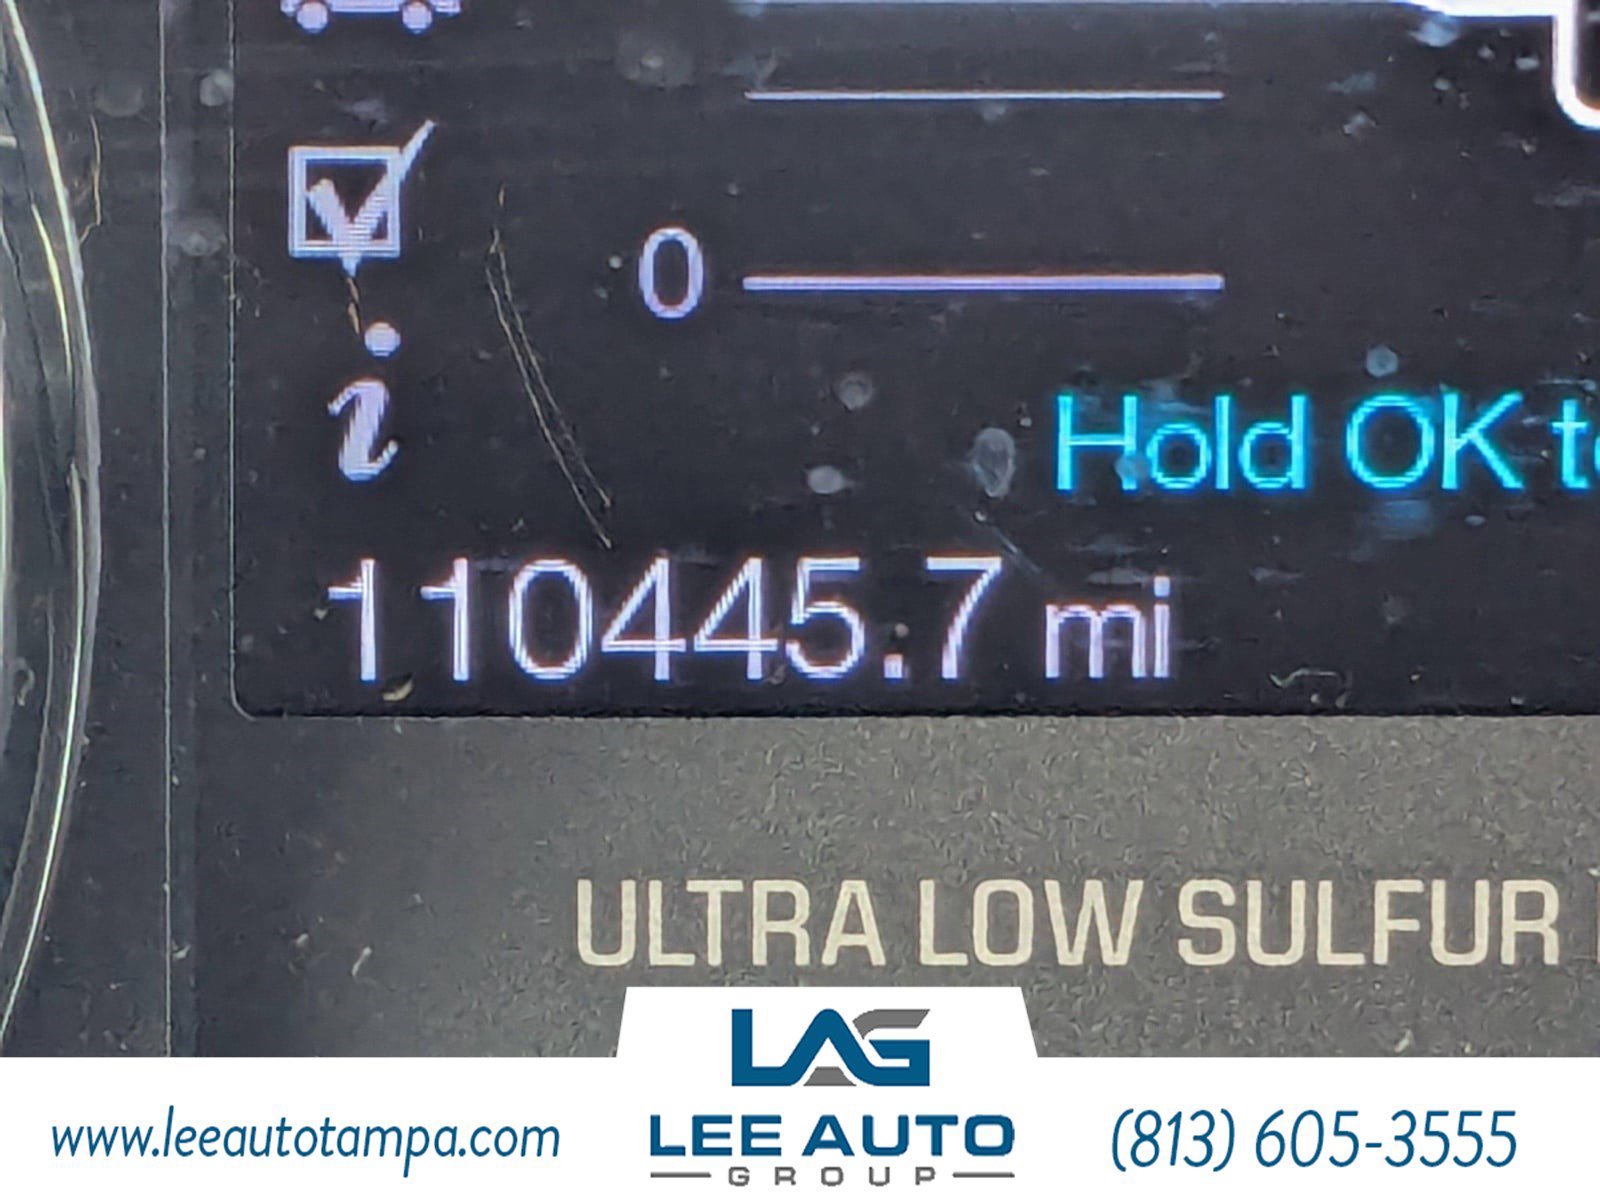 0
i
Hold OK
110445.7 mi
ULTRA LOW SULFUR
LAG
LEE AUTO
GROUP
www.leeautotampa.com
(813) 605-3555